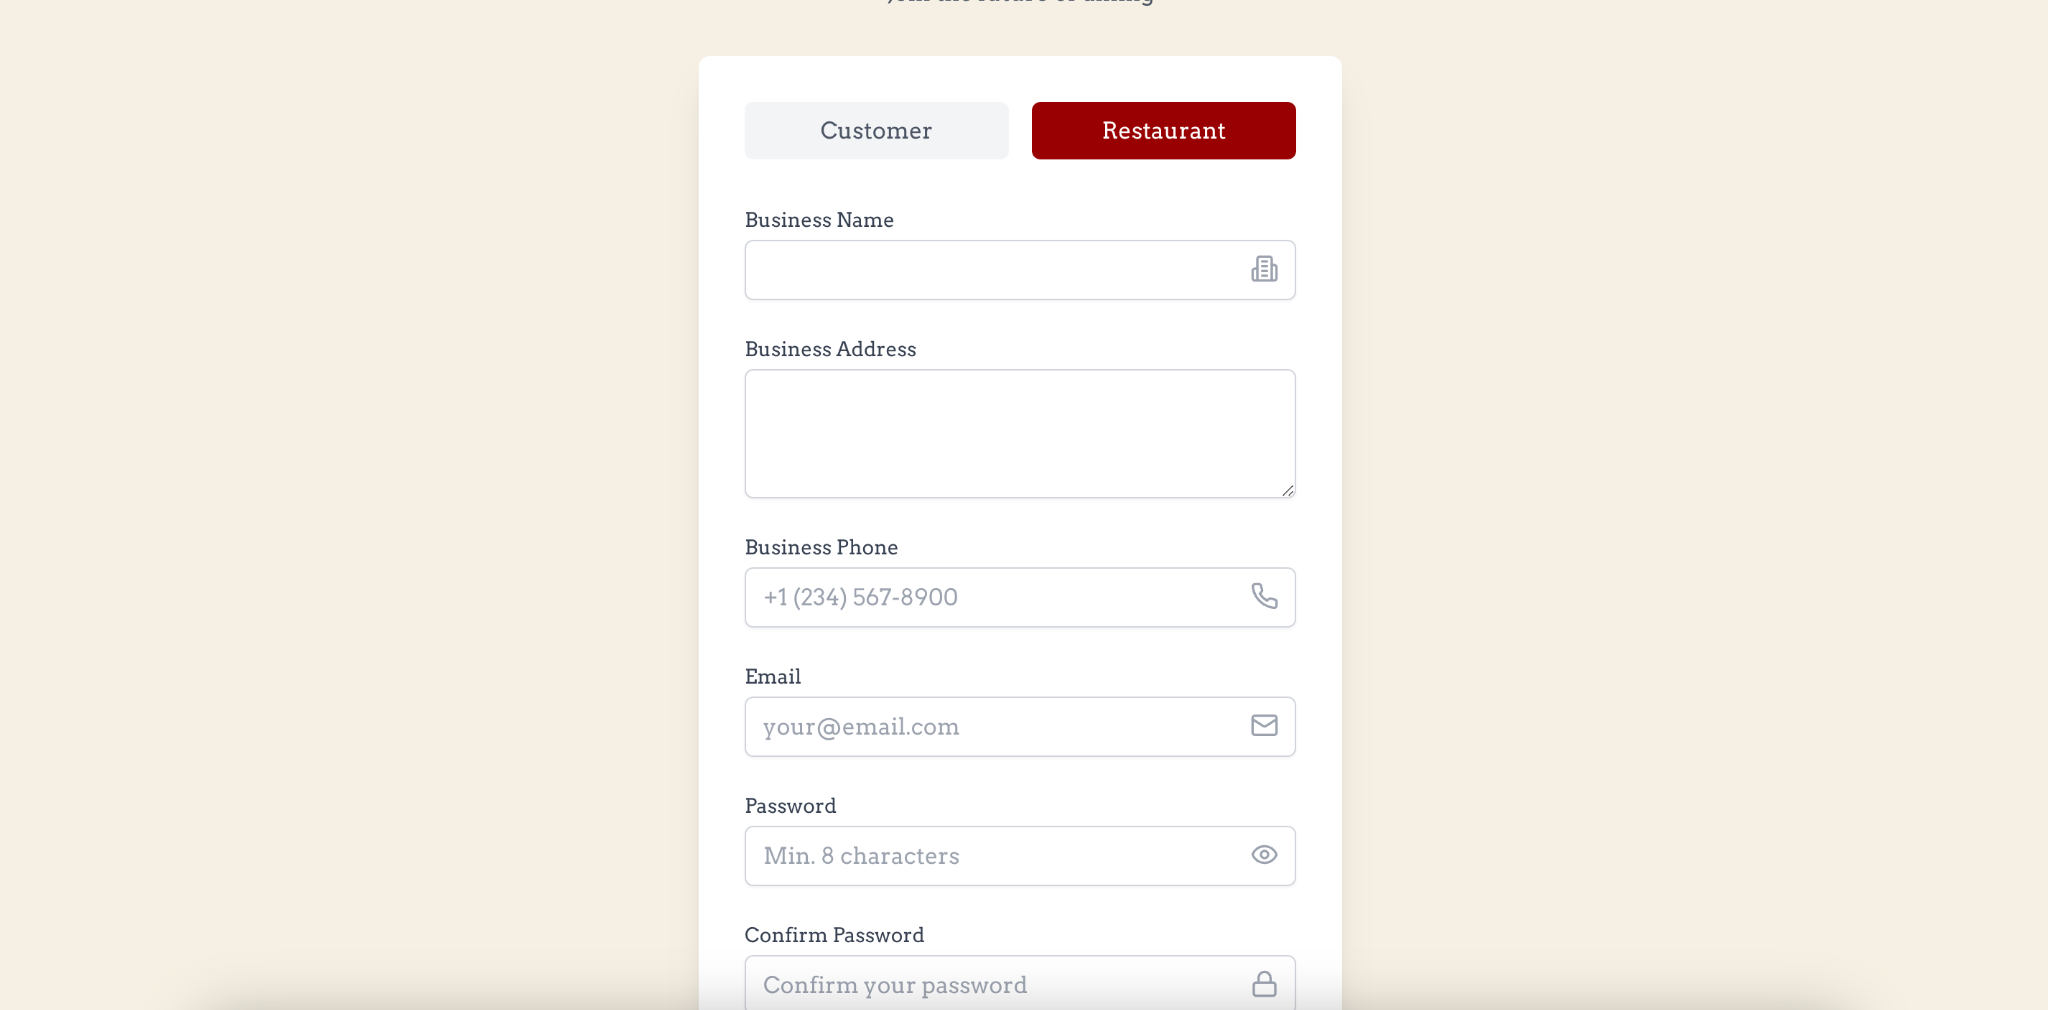 Customer
Restaurant
Business Name
Business Address
Business Phone
+1 (234) 567-8900
Email
your@email.com
Password
Min. 8 characters
Confirm Password
Confirm your password